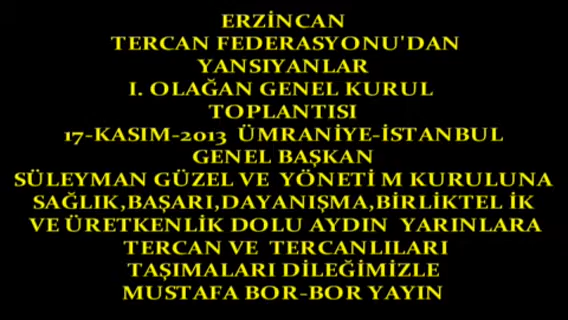 ERZİNCAN
TERCAN FEDERASYONU'DAN
YANSIYANLAR
I. OLAĞAN GENEL KURUL
TOPLANTISI
17-KASIM-2013 ÜMRANİYE-İSTANBUL
GENEL BAŞKAN
SÜLEYMAN GÜZEL VE YÖNETİ M KURULUNA
SAĞLIK,BAŞARI,DAYANIŞMA,BİRLİKTEL İK
VE ÜRETKENLİK DOLU AYDIN YARINLARA
TERCAN VE TERCANLILARI
TAŞIMALARI DİLEĞİMİZLE
MUSTAFA BOR-BOR YAYIN